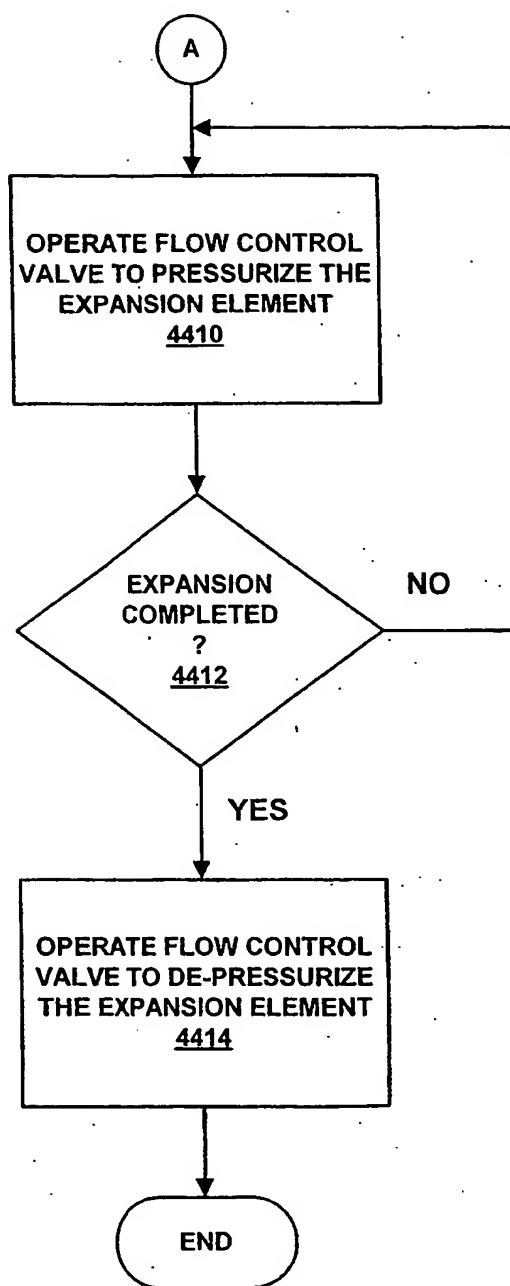 A
OPERATE FLOW CONTROL
VALVE TO PRESSURIZE THE
EXPANSION ELEMENT
4410
EXPANSION
COMPLETED
?
4412
NO
YES
OPERATE FLOW CONTROL
VALVE TO DE-PRESSURIZE
THE EXPANSION ELEMENT
4414
END